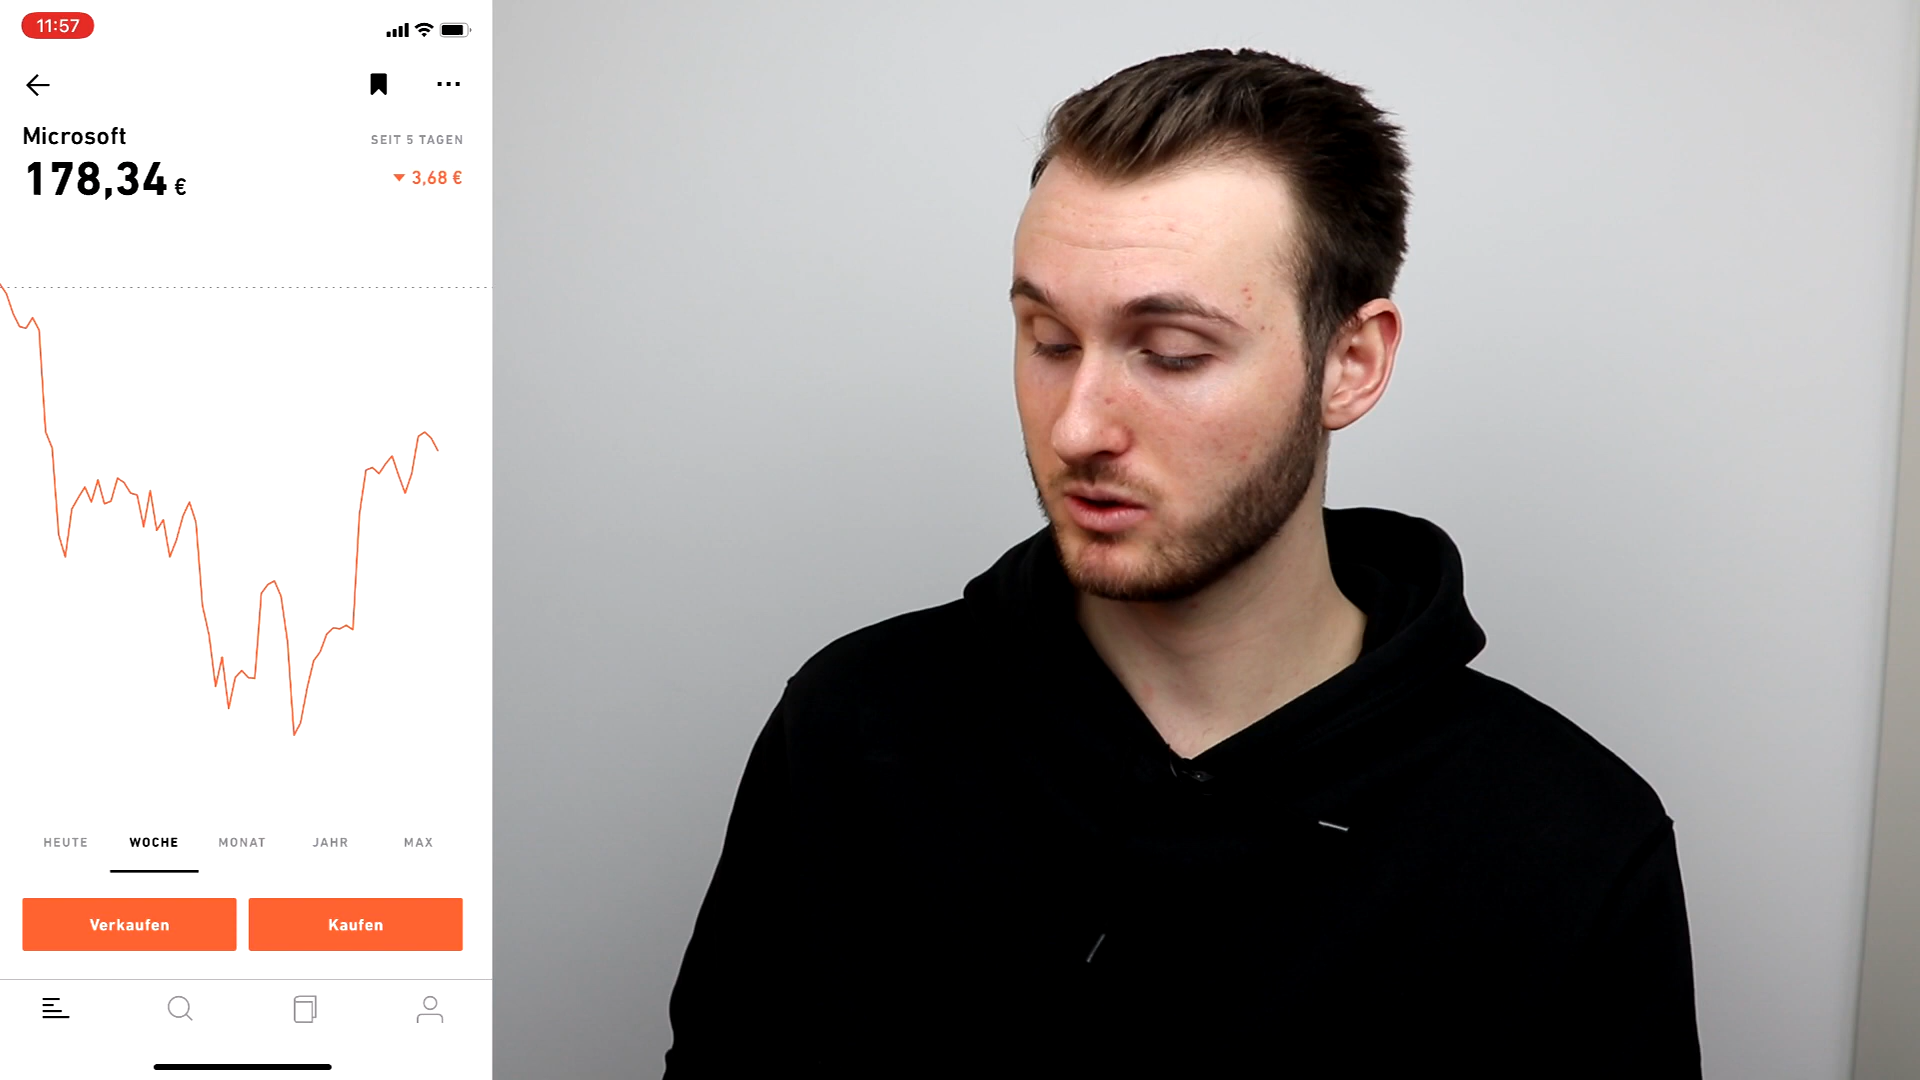 11:57
Microsoft
SEIT 5 TAGEN
178,34 €
3,68 €
HEUTE WOCHE MONAT JAHR MAX
Verkaufen Kaufen